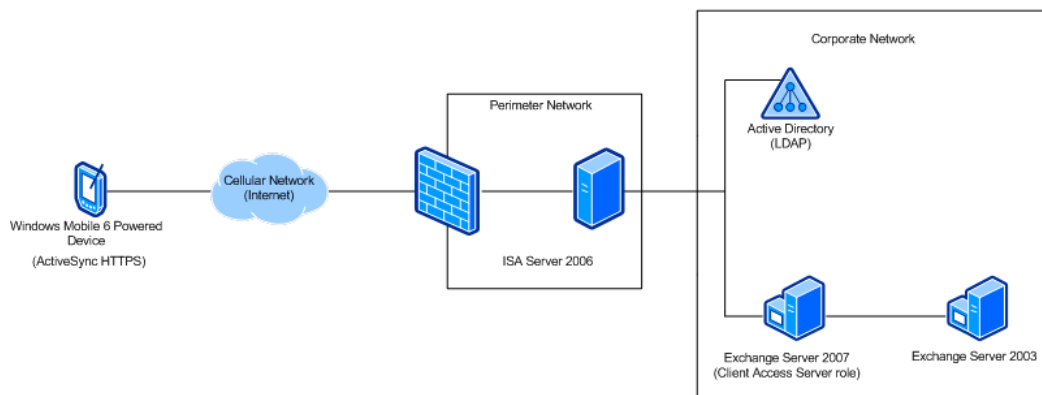 Corporate Network
Perimeter Network
Active Directory
(LDAP)
Cellular Network
(Internet)
Windows Mobile 6 Powered
Device
(ActiveSync HTTPS)
ISA Server 2006
Exchange Server 2007
(Client Access Server role)
Exchange Server 2003